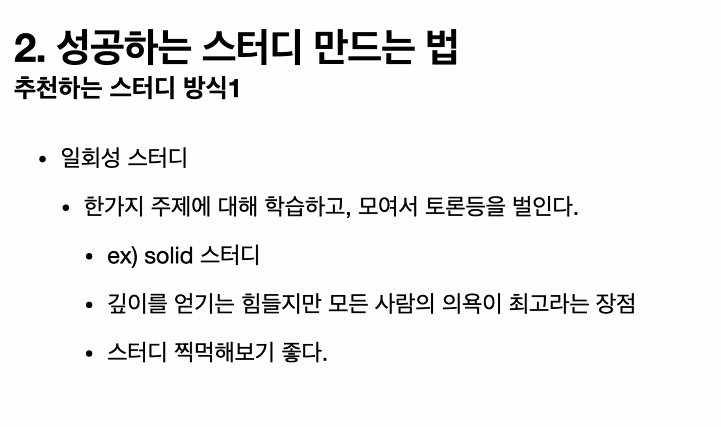 2. 성공하는 스터디 만드는 법
추천하는 스터디 방식1
• 일회성 스터디
• 한가지 주제에 대해 학습하고, 모여서 토론등을 벌인다.
• ex) solid 스터디
• 깊이를 얻기는 힘들지만 모든 사람의 의욕이 최고라는 장점
• 스터디 찍먹해보기 좋다.